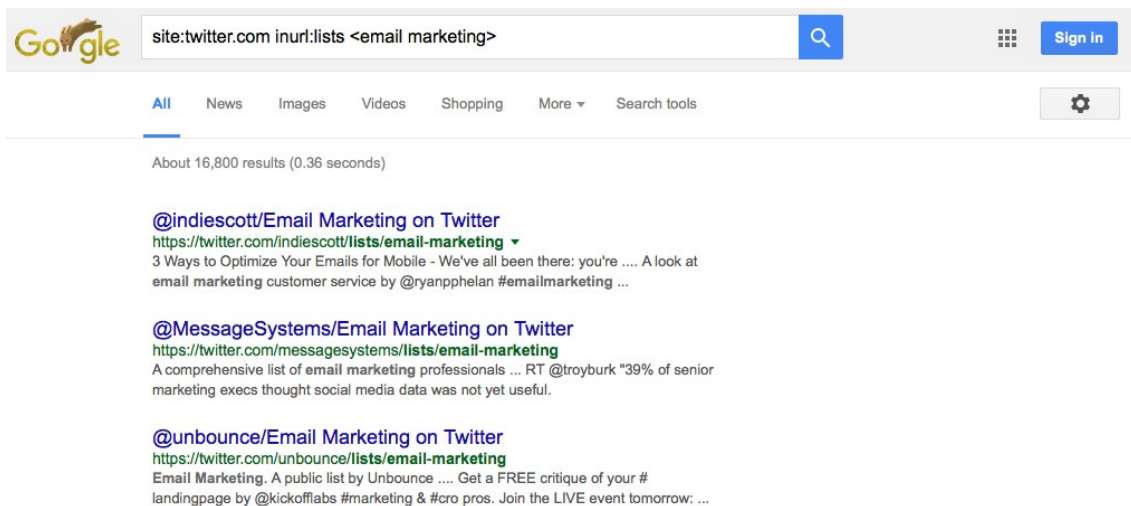 Google
site:twitter.com inurl:lists <email marketing>
Sign in
All News Images Videos Shopping More Search tools
About 16,800 results (0.36 seconds)
@indiescott/Email Marketing on Twitter
https://twitter.com/indiescott/lists/email-marketing
3 Ways to Optimize Your Emails for Mobile - We've all been there: you're .... A look at
email marketing customer service by @ryanpphelan #emailmarketing ...
@MessageSystems/Email Marketing on Twitter
https://twitter.com/messagesystems/lists/email-marketing
A comprehensive list of email marketing professionals ... RT @troyburk "39% of senior
marketing execs thought social media data was not yet useful.
@unbounce/Email Marketing on Twitter
https://twitter.com/unbounce/lists/email-marketing
Email Marketing. A public list by Unbounce .... Get a FREE critique of your #
landingpage by @kickofflabs #marketing & #cro pros. Join the LIVE event tomorrow: ...